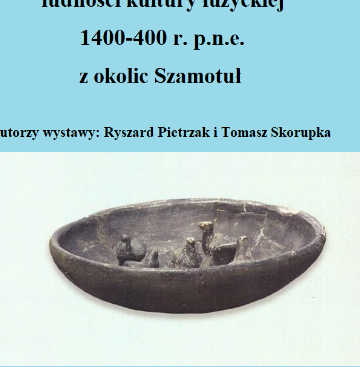 ludności kultury łużyckiej
1400-400 r. p.n.e.
z okolic Szamotuł
utorzy wystawy: Ryszard Pietrzak i Tomasz Skorupka